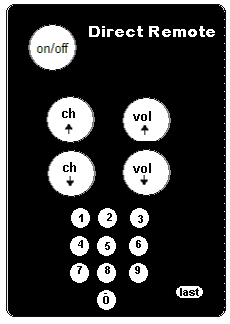 Direct Remote
on/off
ch vol
ch vol
1 2 3
4 5 6
7 8 9
last
0